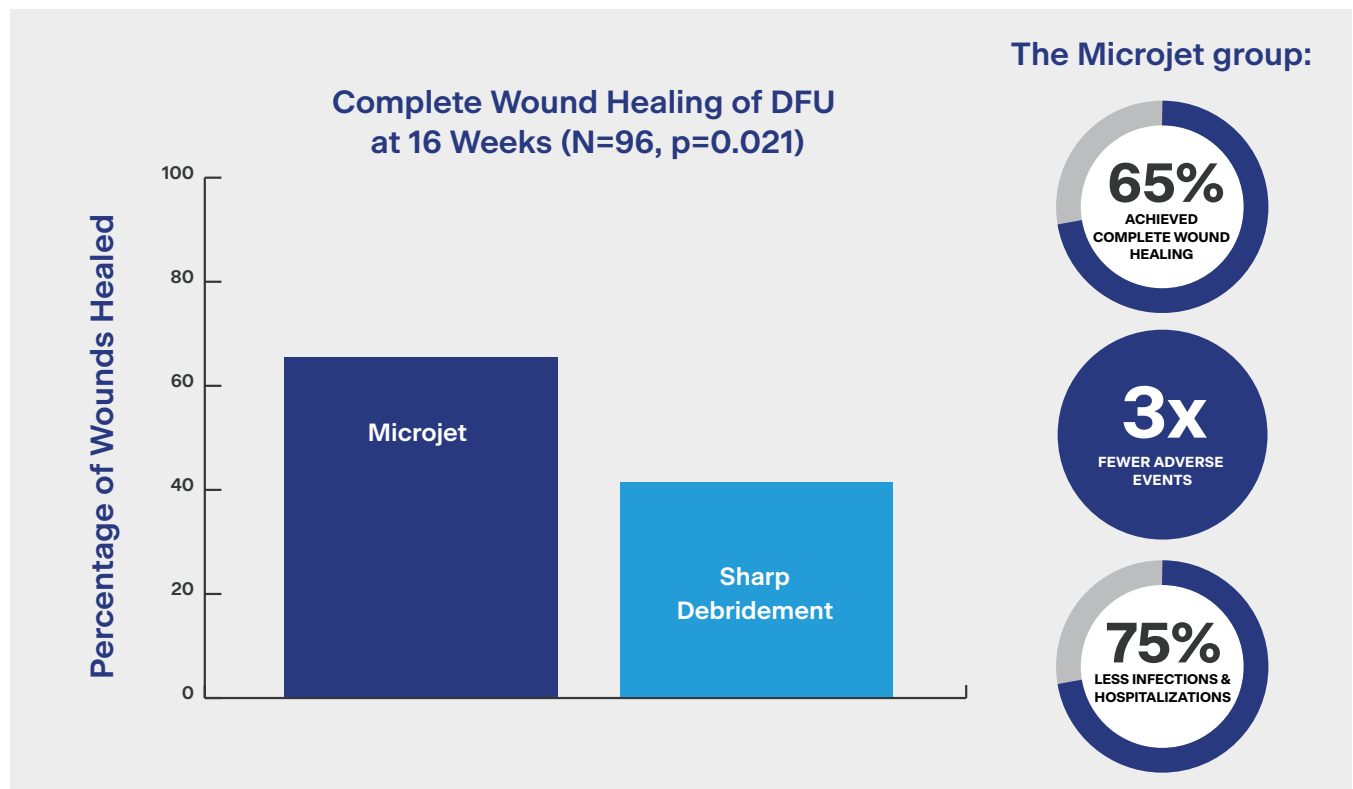 The Microjet group:
Complete Wound Healing of DFU
at 16 Weeks (N=96, p=0.021)
Percentage of Wounds Healed
100
80
60
40
20
0
Microjet
Sharp
Debridement
65%
ACHIEVED
COMPLETE WOUND
HEALING
3x
FEWER ADVERSE
EVENTS
75%
LESS INFECTIONS &
HOSPITALIZATIONS